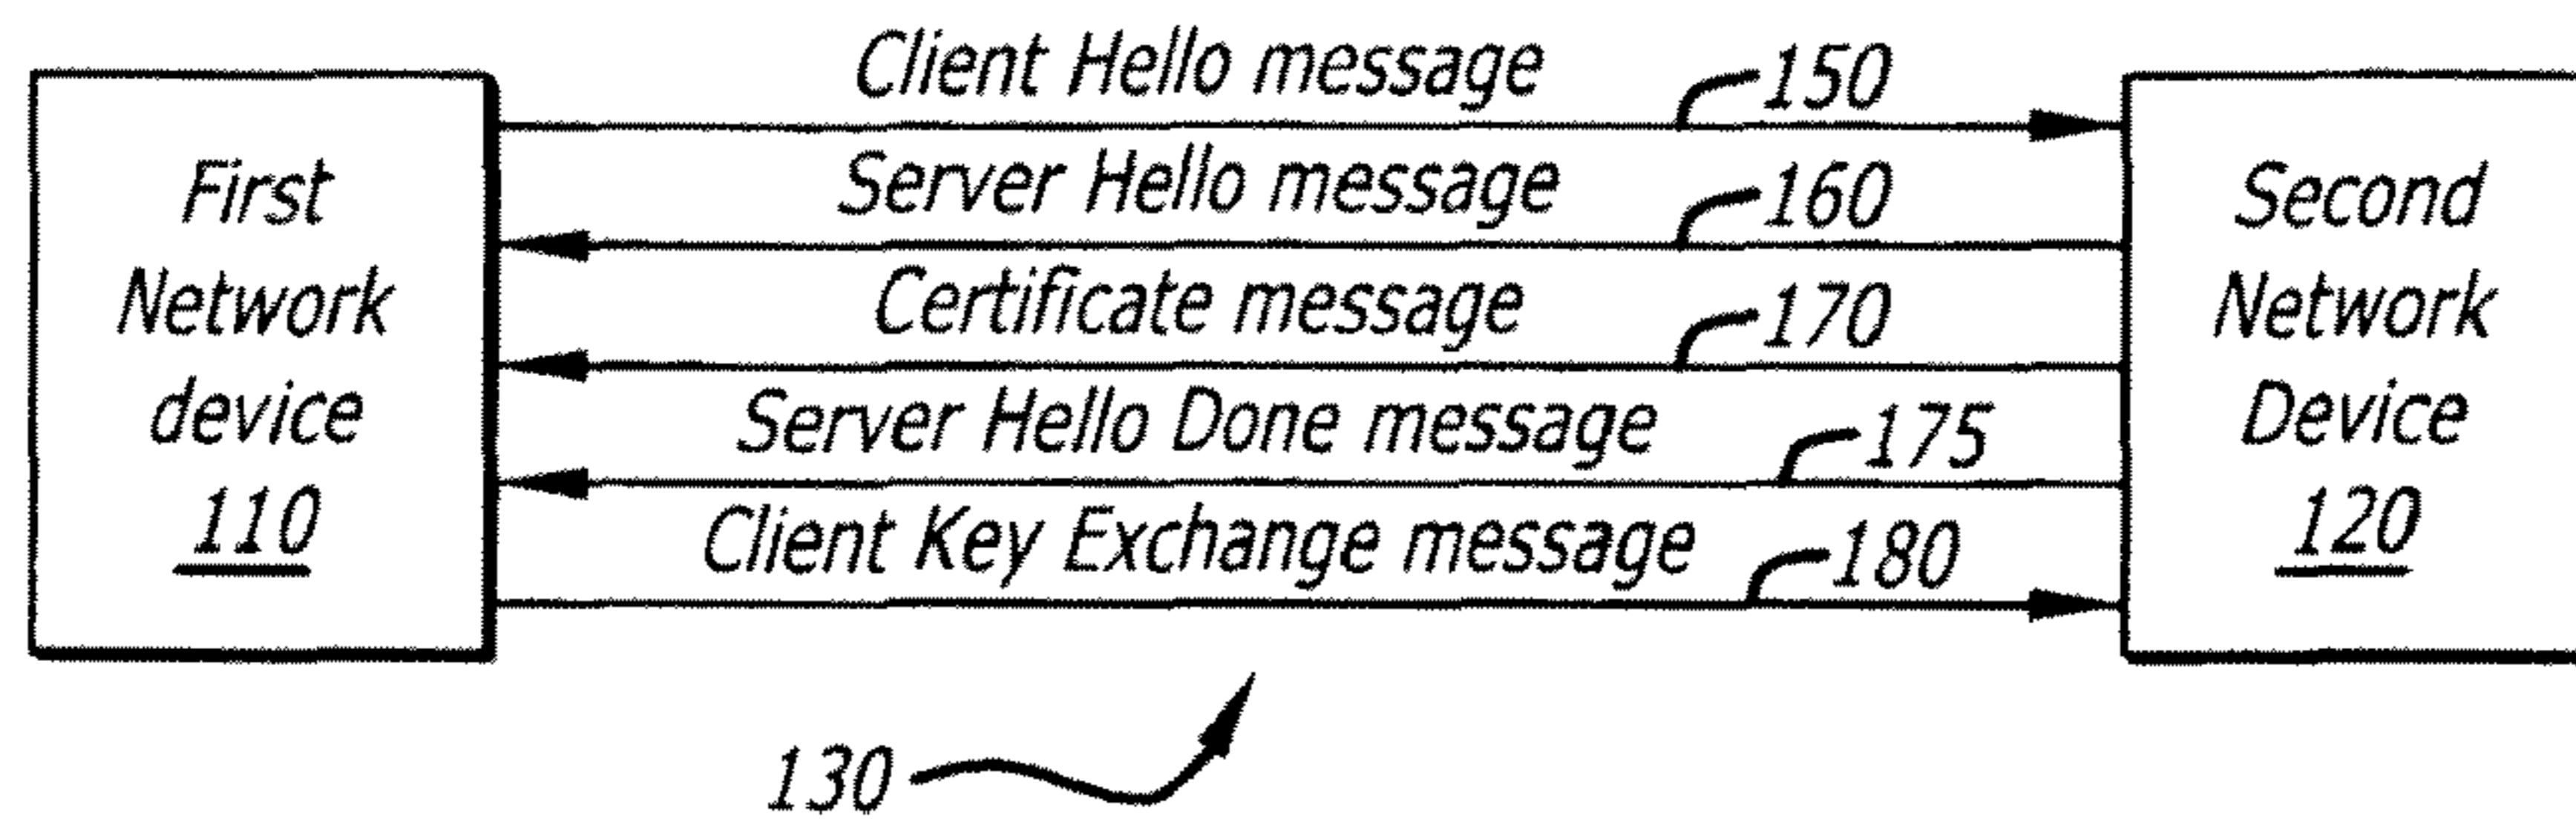 Client Hello message 150
Server Hello message 160
Certificate message 170
Server Hello Done message 175
Client Key Exchange message 180
First
Network
device
110
Second
Network
Device
120
130